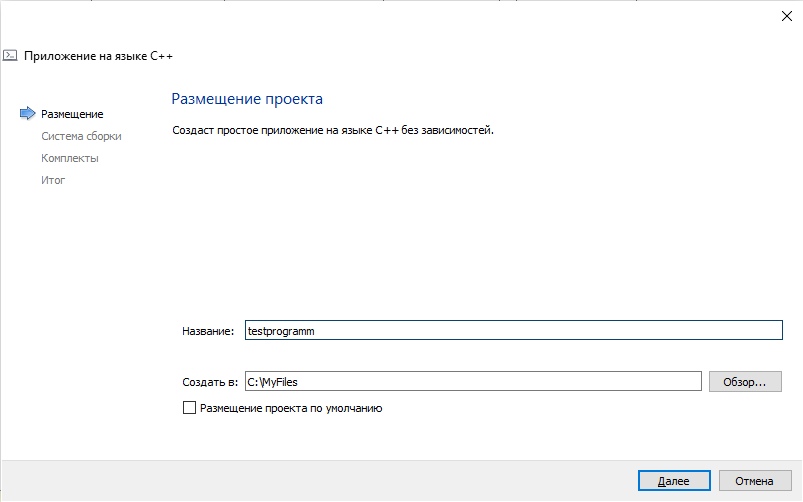 Приложение на языке C++
Размещение
Система сборки
Комплекты
Итог
Размещение проекта
Создаст простое приложение на языке C++ без зависимостей.
Название: testprogramm
Создать в: C:\MyFiles Обзор...
Размещение проекта по умолчанию
Далее Отмена